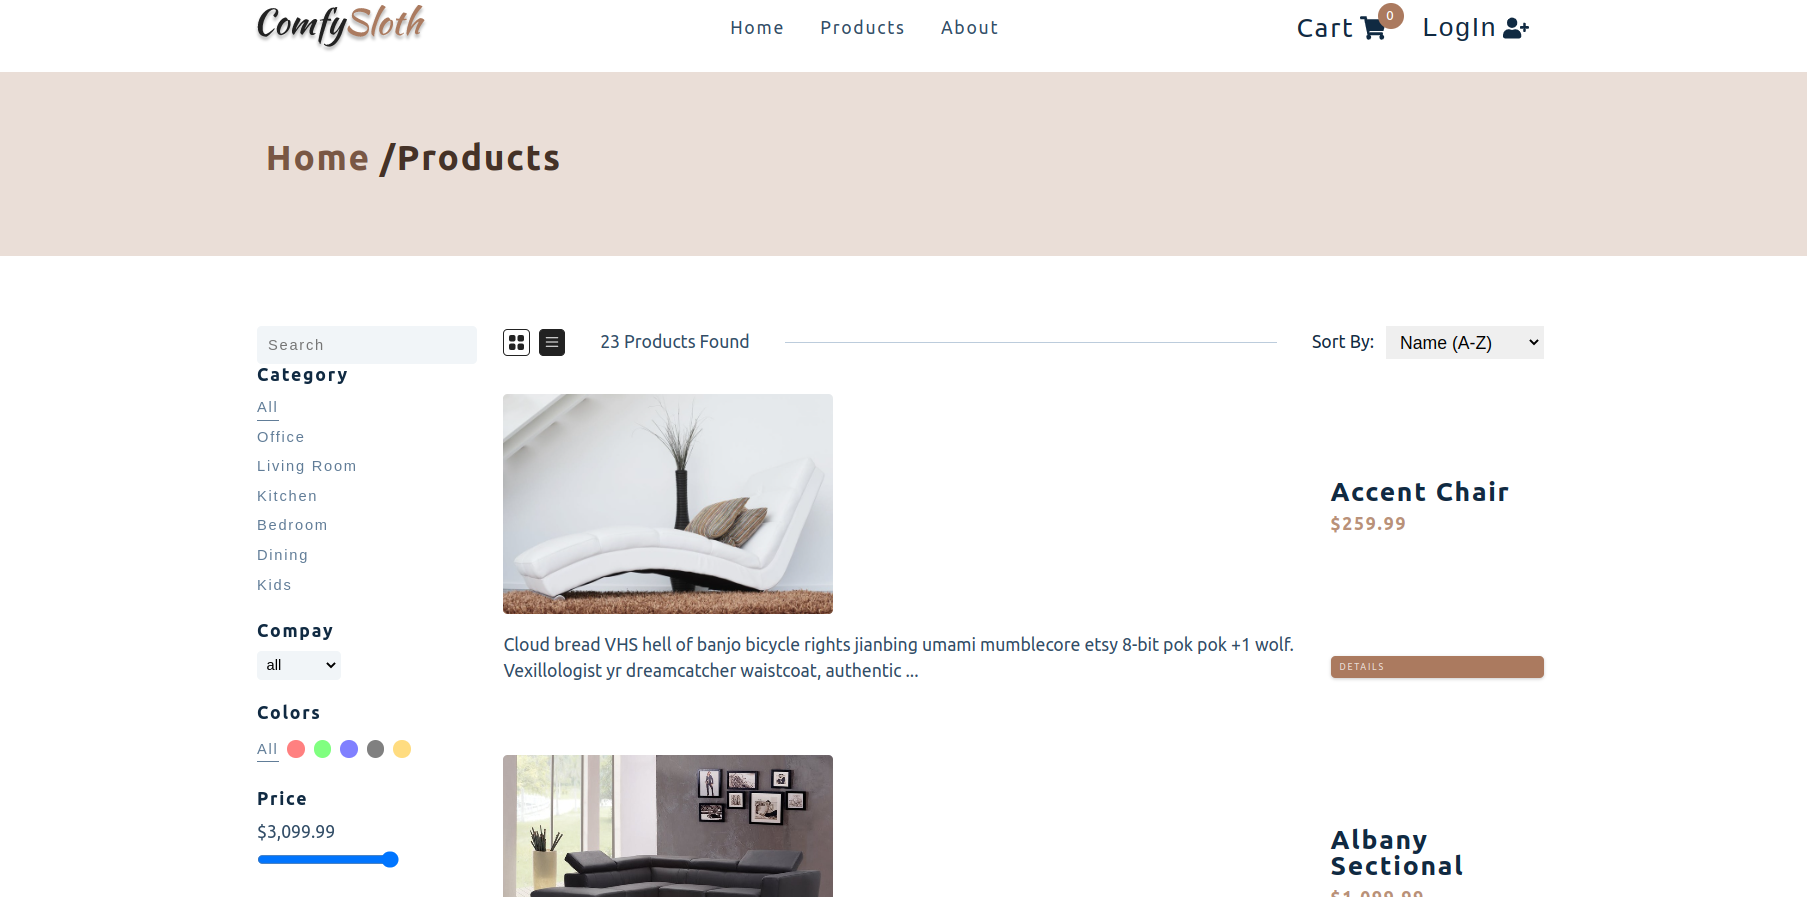 ComfySloth
Home Products About
Cart 0 LogIn
Home /Products
Search
Category
All
Office
Living Room
Kitchen
Bedroom
Dining
Kids
Compay
all
Colors
All
Price
$3,099.99
23 Products Found
Sort By: Name (A-Z)
Accent Chair
$259.99
Cloud bread VHS hell of banjo bicycle rights jianbing umami mumblecore etsy 8-bit pok pok +1 wolf.
Vexillologist yr dreamcatcher waistcoat, authentic ...
DETAILS
Albany
Sectional
$1,099.99